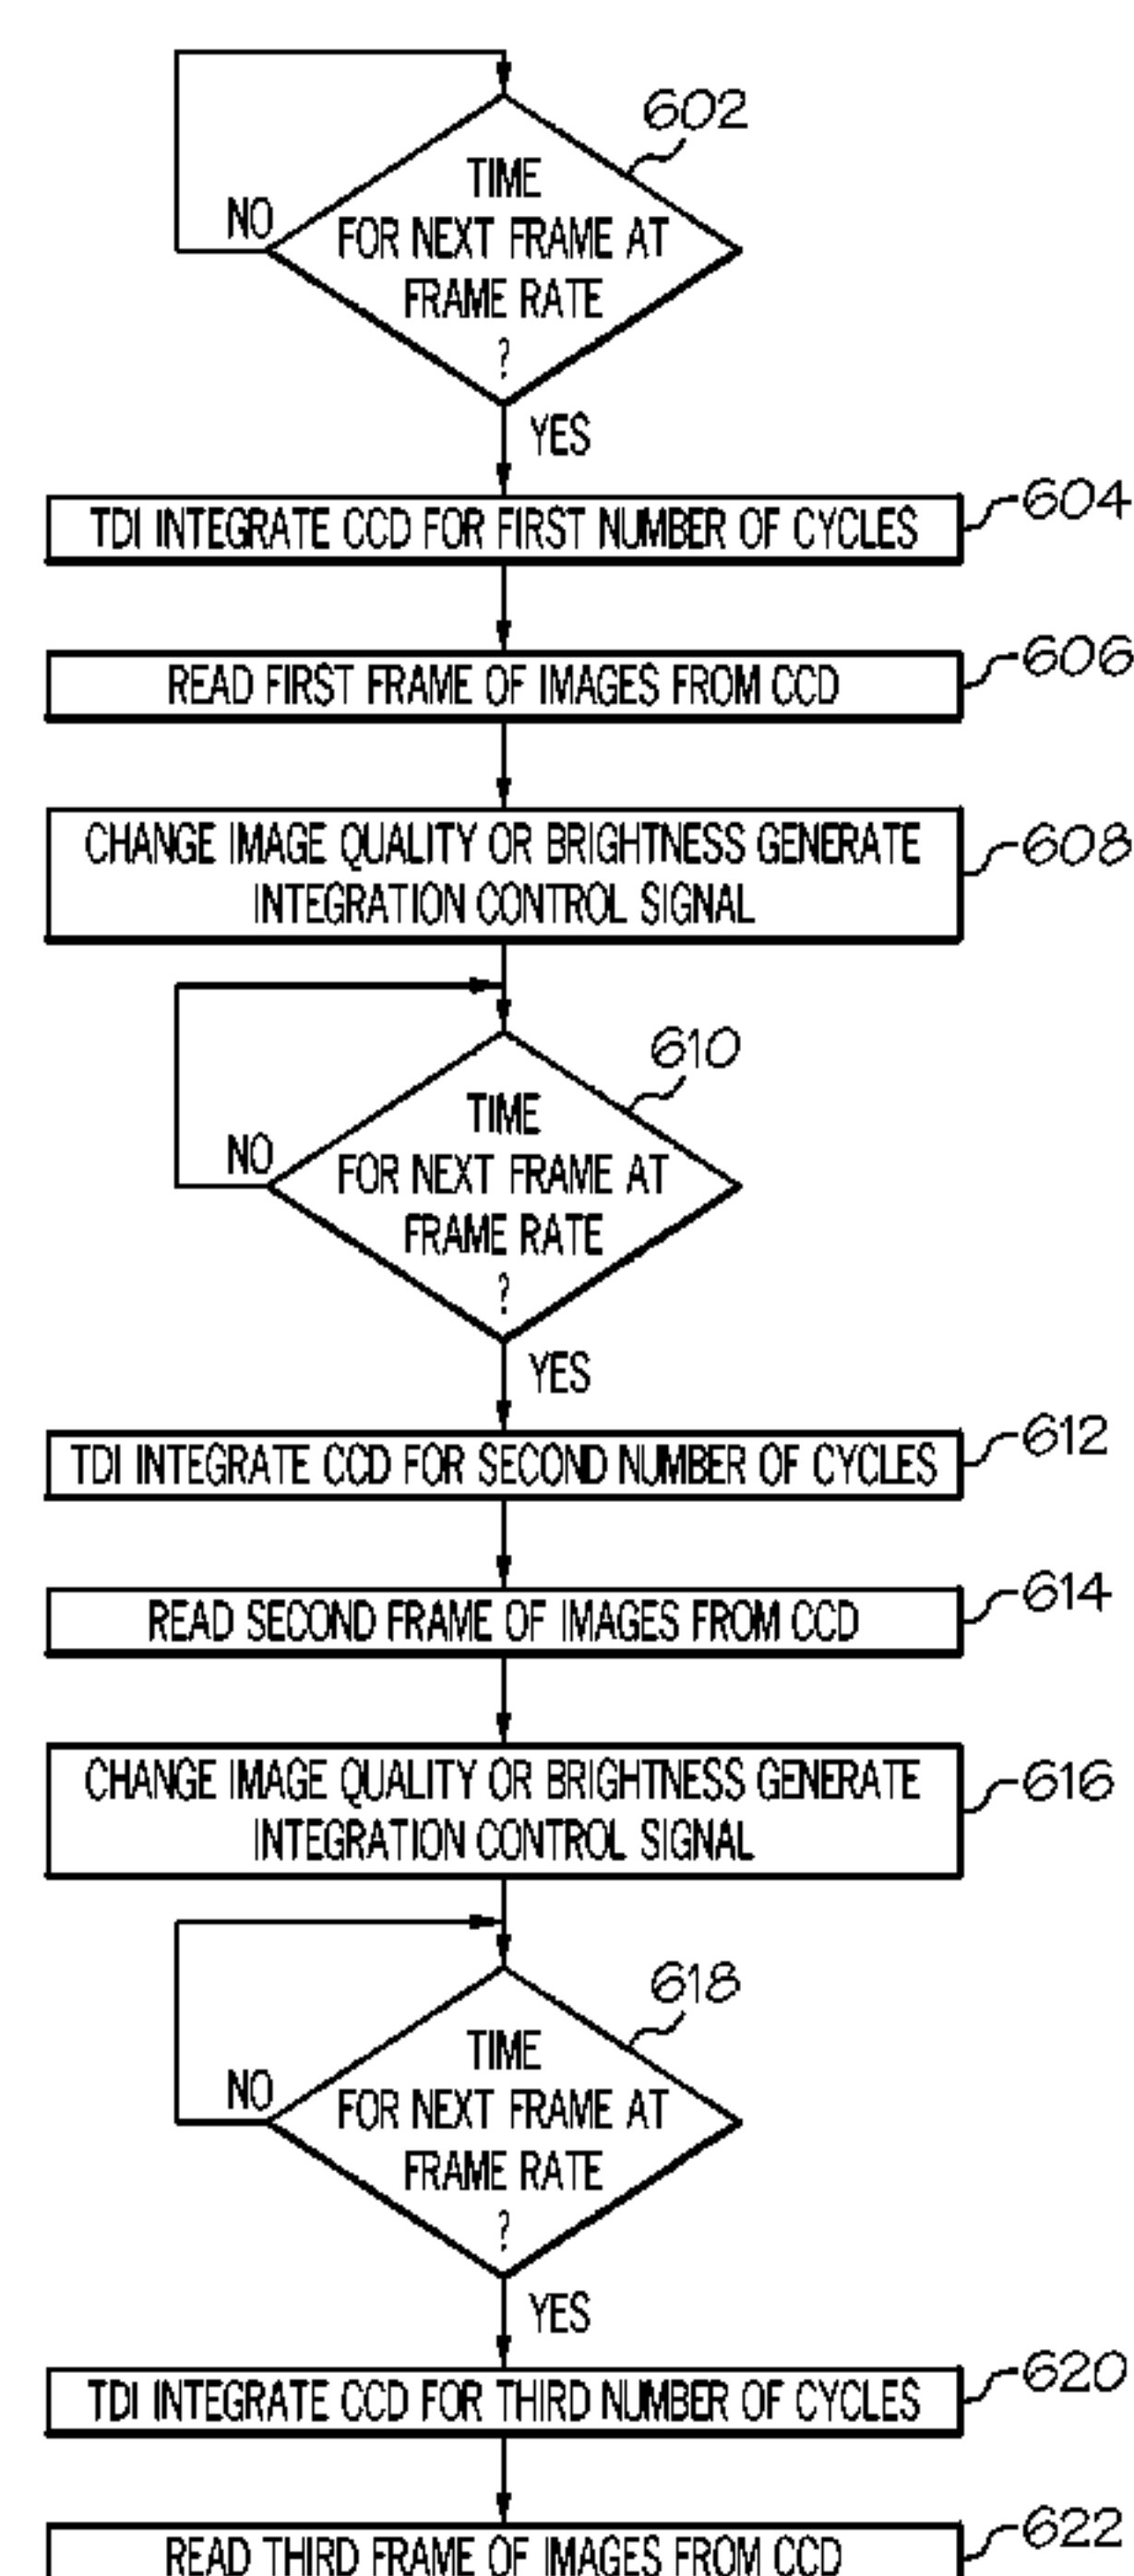 602
TIME
FOR NEXT FRAME AT
FRAME RATE
?
NO
YES
TDI INTEGRATE CCD FOR FIRST NUMBER OF CYCLES
604
READ FIRST FRAME OF IMAGES FROM CCD
606
CHANGE IMAGE QUALITY OR BRIGHTNESS GENERATE
INTEGRATION CONTROL SIGNAL
608
610
TIME
FOR NEXT FRAME AT
FRAME RATE
?
NO
YES
TDI INTEGRATE CCD FOR SECOND NUMBER OF CYCLES
612
READ SECOND FRAME OF IMAGES FROM CCD
614
CHANGE IMAGE QUALITY OR BRIGHTNESS GENERATE
INTEGRATION CONTROL SIGNAL
616
618
TIME
FOR NEXT FRAME AT
FRAME RATE
?
NO
YES
TDI INTEGRATE CCD FOR THIRD NUMBER OF CYCLES
620
READ THIRD FRAME OF IMAGES FROM CCD
622